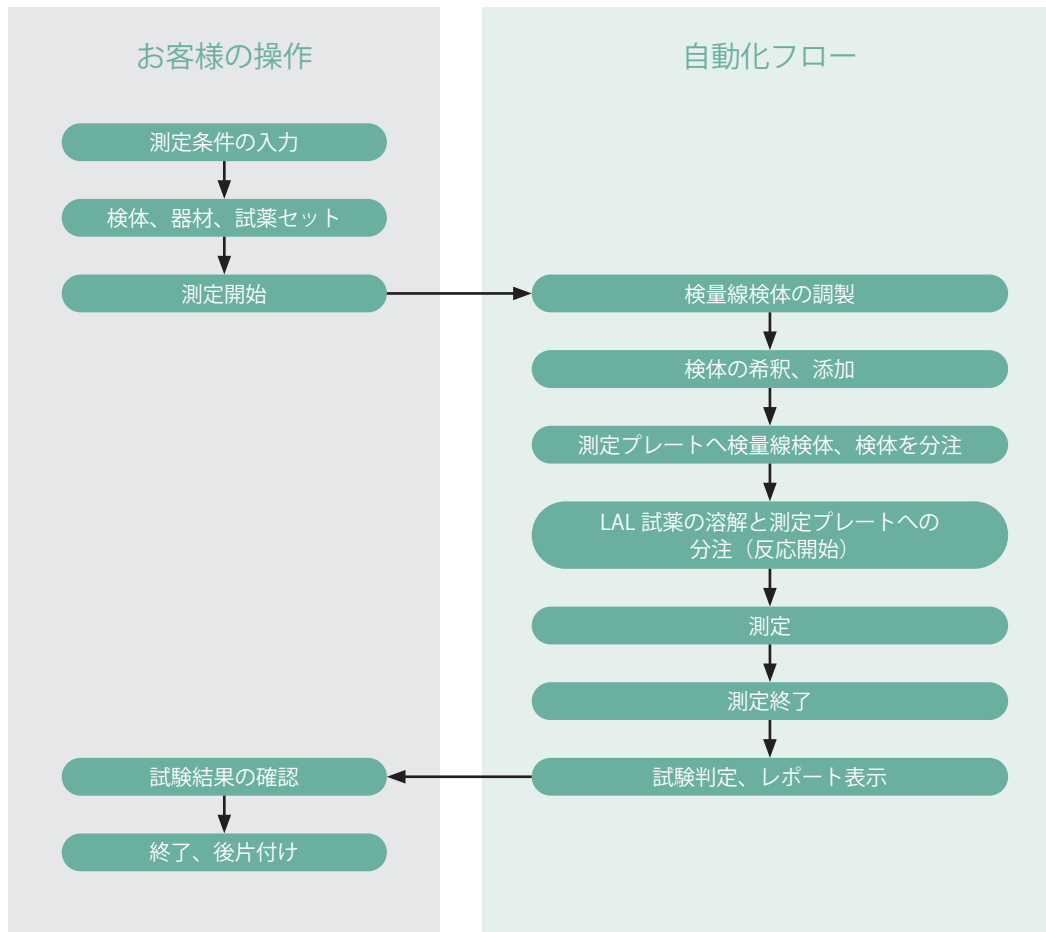 お客様の操作
測定条件の入力
検体、器材、試薬セット
測定開始
自動化フロー
検量線検体の調製
検体の希釈、添加
測定プレートへ検量線検体、検体を分注
LAL 試薬の溶解と測定プレートへの
分注（反応開始）
測定
測定終了
試験判定、レポート表示
試験結果の確認
終了、後片付け